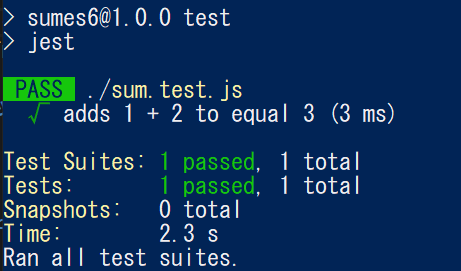 > sumes6@1.0.0 test
> jest
PASS ./sum.test.js
√ adds 1 + 2 to equal 3 (3 ms)
Test Suites: 1 passed, 1 total
Tests: 1 passed, 1 total
Snapshots: 0 total
Time: 2.3 s
Ran all test suites.